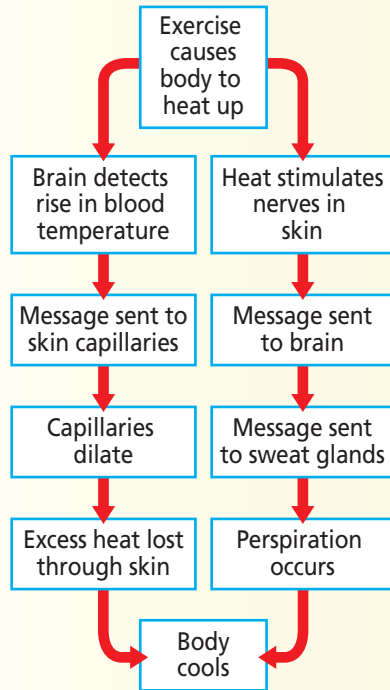 Exercise
causes
body to
heat up
Brain detects
rise in blood
temperature
Message sent to
skin capillaries
Capillaries
dilate
Excess heat lost
through skin
Heat stimulates
nerves in
skin
Message sent
to brain
Message sent
to sweat glands
Perspiration
occurs
Body
cools